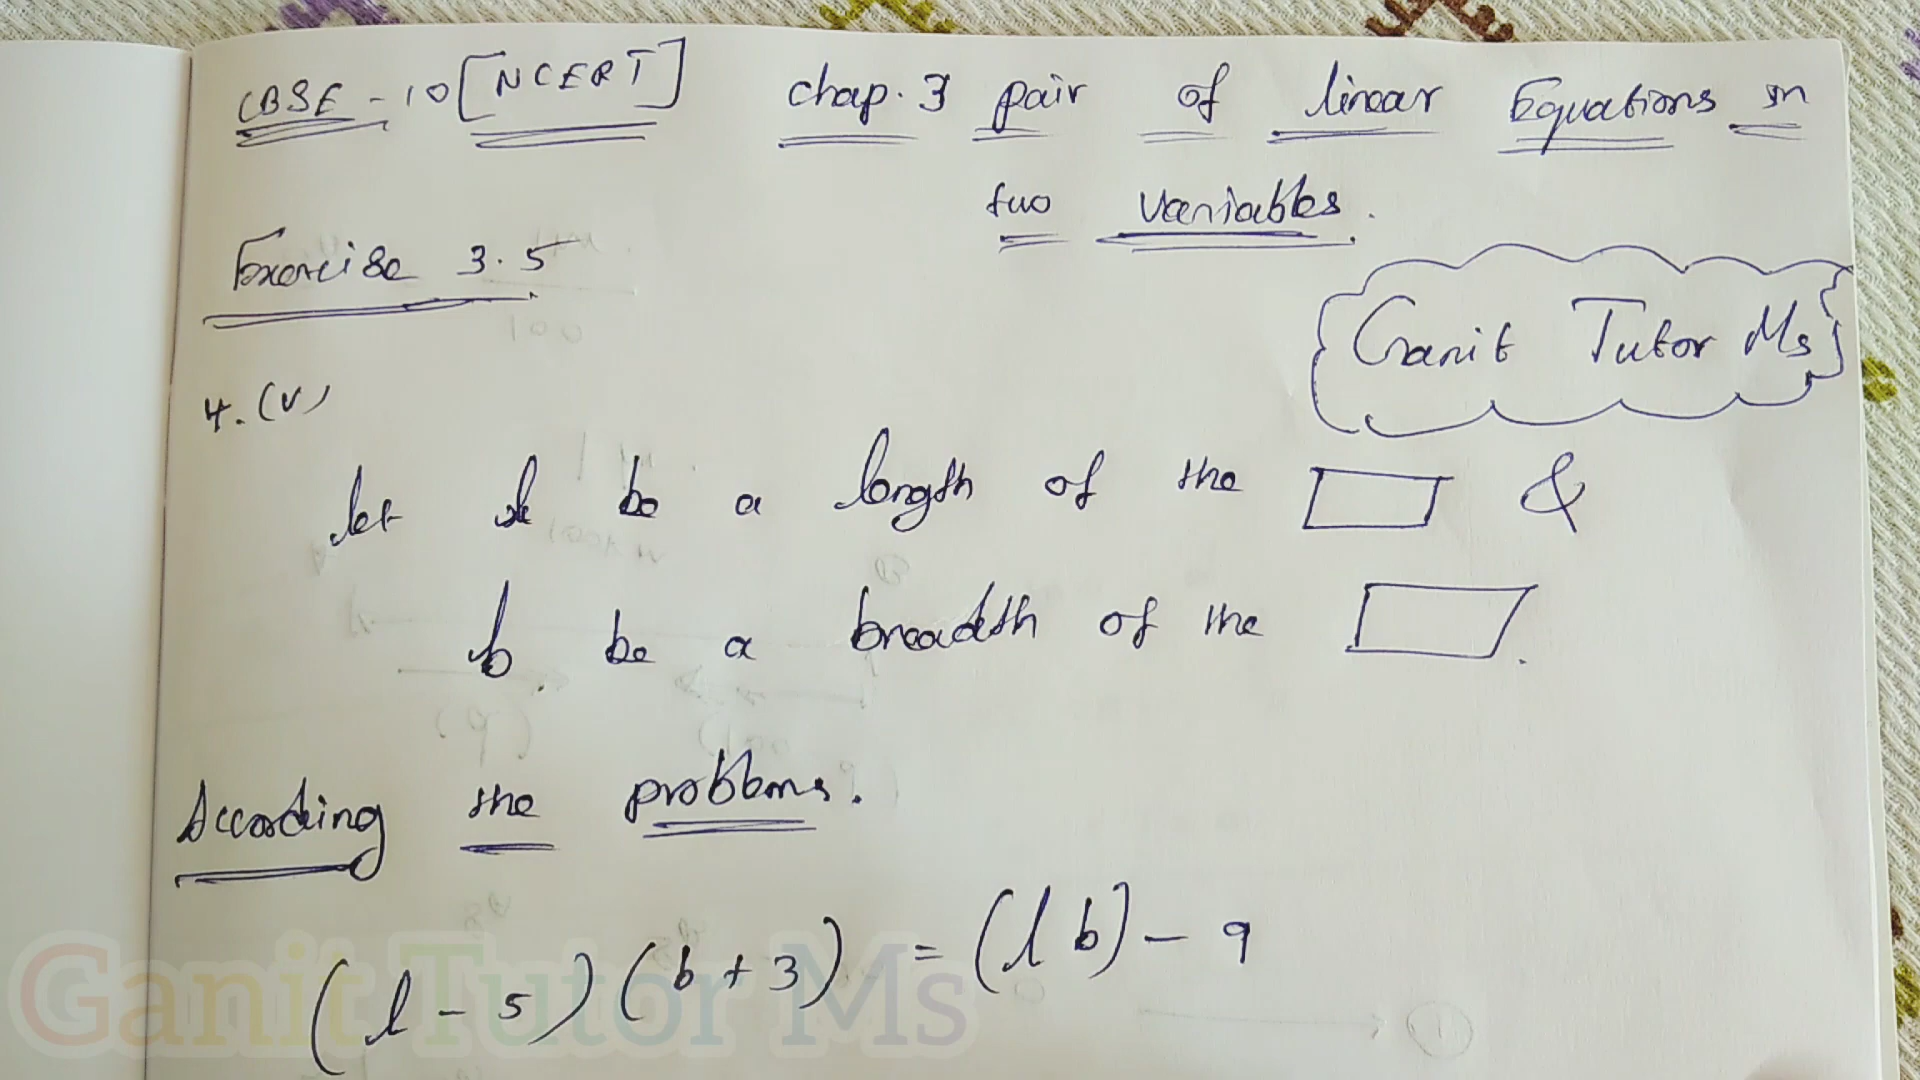 CBSE - 10 [NCERT] chap. 3 pair of linear Equations in
two variables.
Exercise 3.5
Ganit Tutor Ms
4. (v)
let l be a length of the &
b be a breadth of the
According the problems.
(l - 5) (b + 3) = (l b) - 9
Ganit Tutor Ms